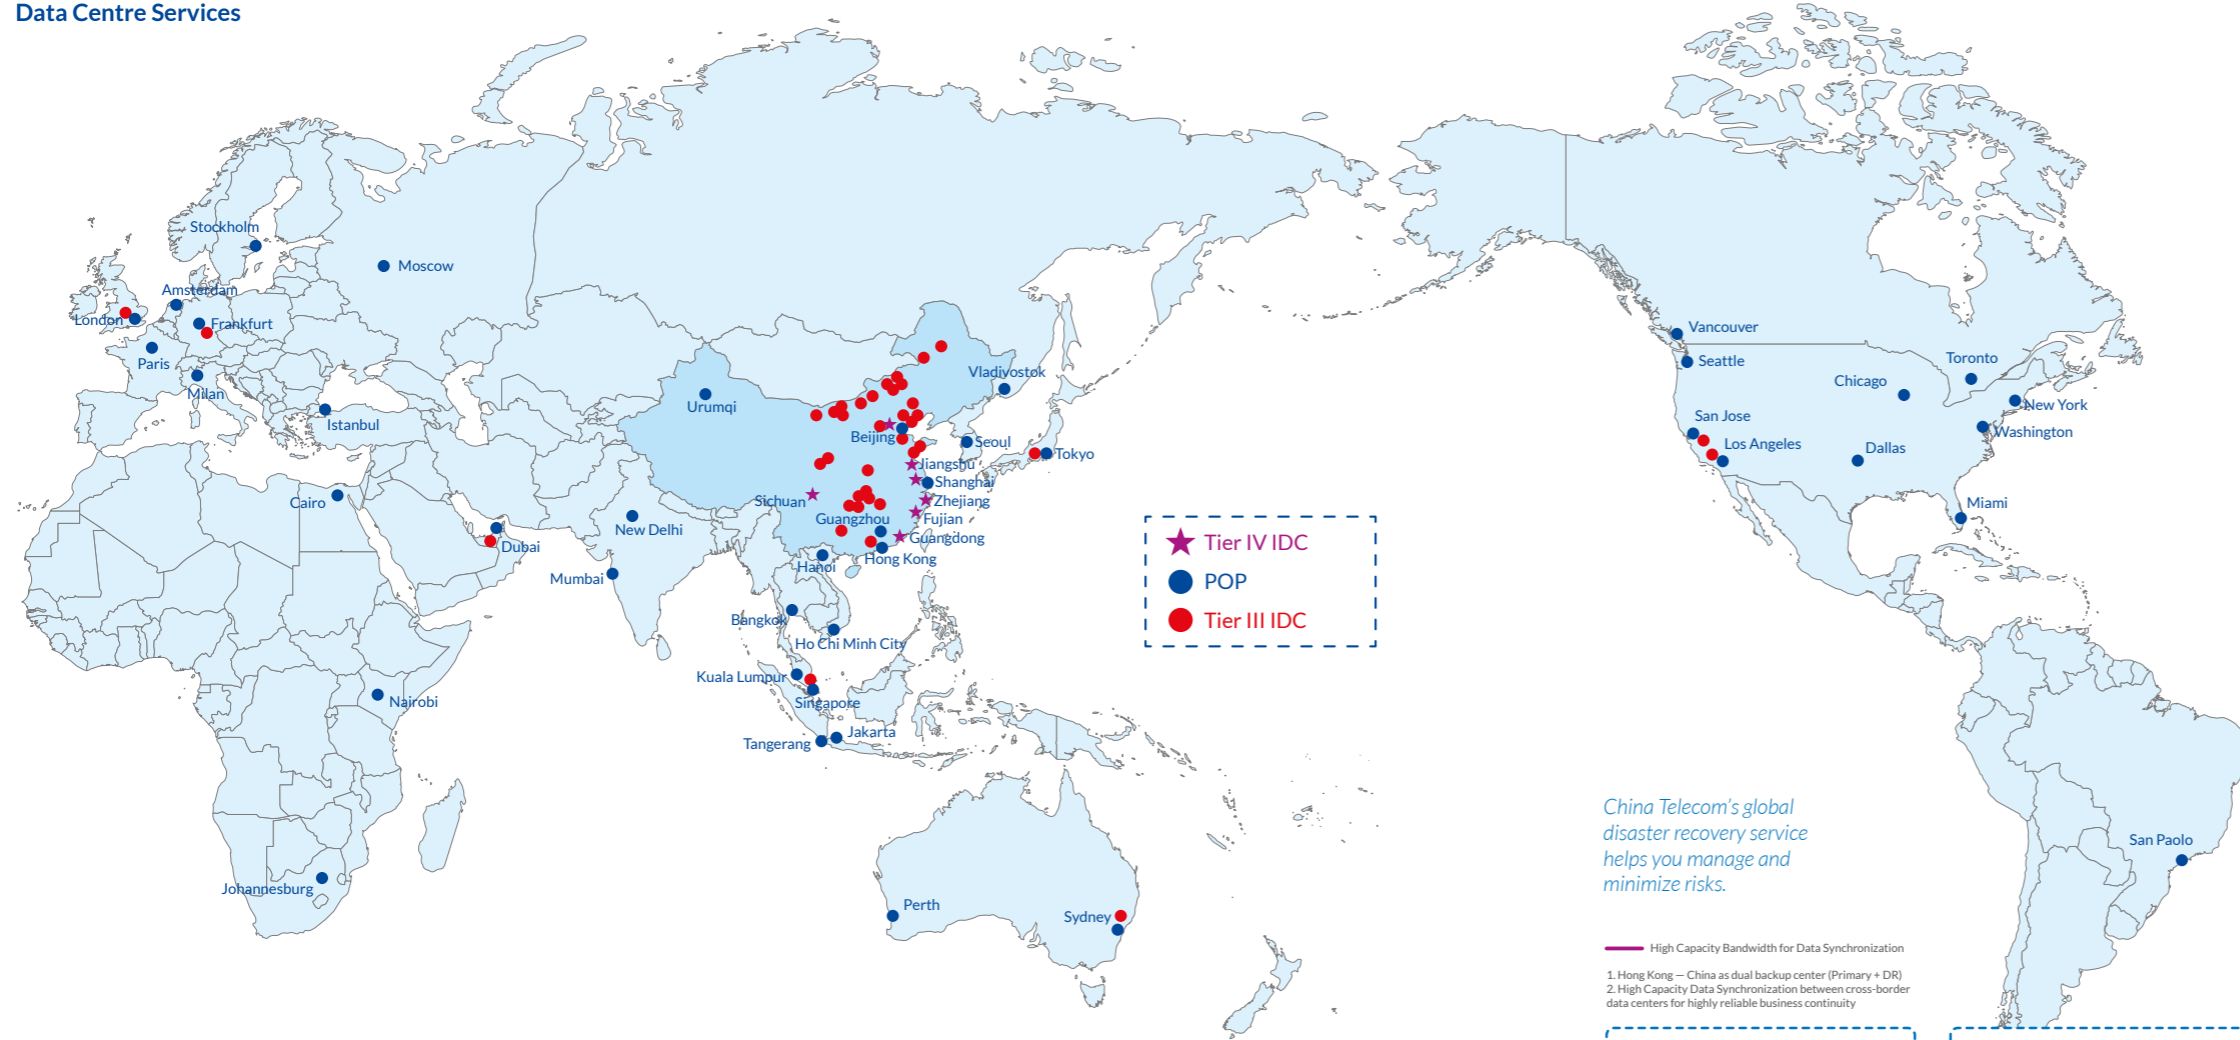 Data Centre Services
Stockholm
Moscow
Amsterdam
London
Frankfurt
Paris
Milan
Istanbul
Urumqi
Vladivostok
Beijing
Seoul
Tokyo
Jiangshu
Shanghai
Sichuan
Zhejiang
Guangzhou
Fujian
Guangdong
Hong Kong
Hanoi
Cairo
Dubai
New Delhi
Mumbai
Bangkok
Ho Chi Minh City
Kuala Lumpur
Singapore
Jakarta
Tangerang
Nairobi
Johannesburg
Perth
Sydney
Tier IV IDC
POP
Tier III IDC
Vancouver
Seattle
Toronto
Chicago
New York
San Jose
Washington
Los Angeles
Dallas
Miami
San Paolo
China Telecom's global
disaster recovery service
helps you manage and
minimize risks.
High Capacity Bandwidth for Data Synchronization
1. Hong Kong — China as dual backup center (Primary + DR)
2. High Capacity Data Synchronization between cross-border
data centers for highly reliable business continuity